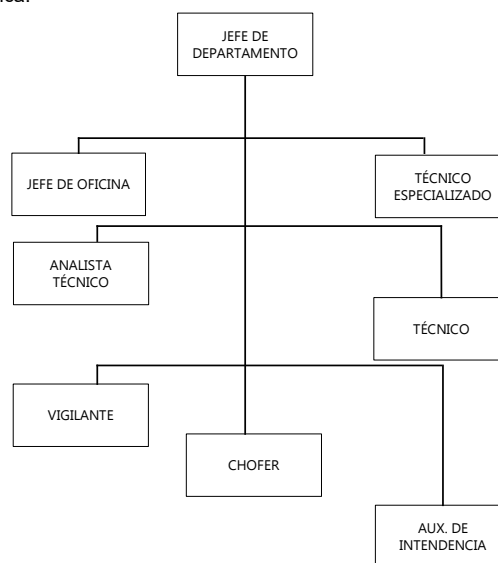 JEFE DE
DEPARTAMENTO
JEFE DE OFICINA
TÉCNICO
ESPECIALIZADO
ANALISTA
TÉCNICO
TÉCNICO
VIGILANTE
CHOFER
AUX. DE
INTENDENCIA